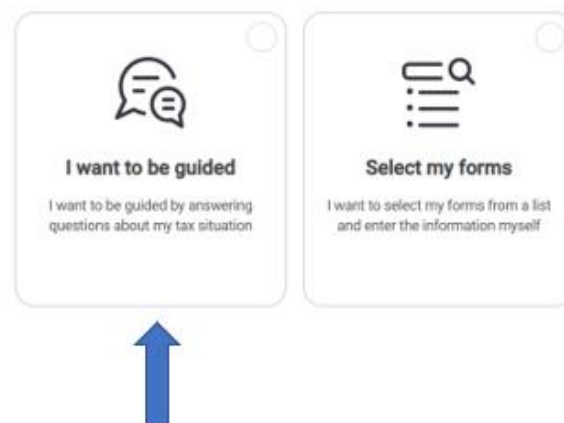 I want to be guided
I want to be guided by answering
questions about my tax situation
Select my forms
I want to select my forms from a list
and enter the information myself